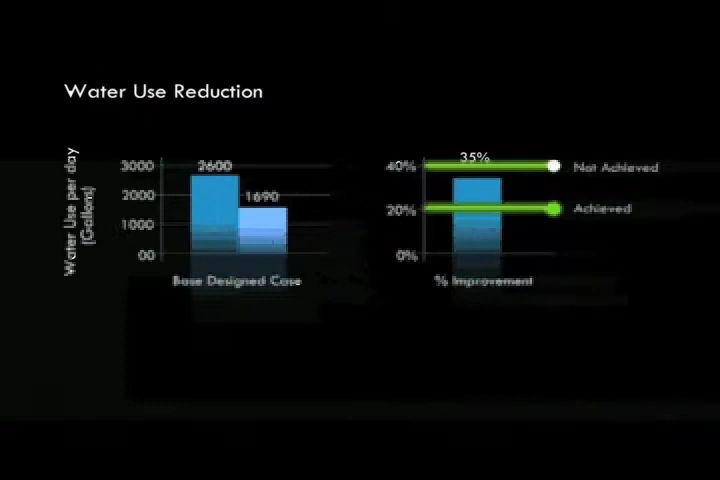 Water Use Reduction
Water Use per day
(Gallons)
3000
2000
1000
00
2600
1690
Base Designed Case
40%
20%
0%
35%
Not Achieved
Achieved
% Improvement